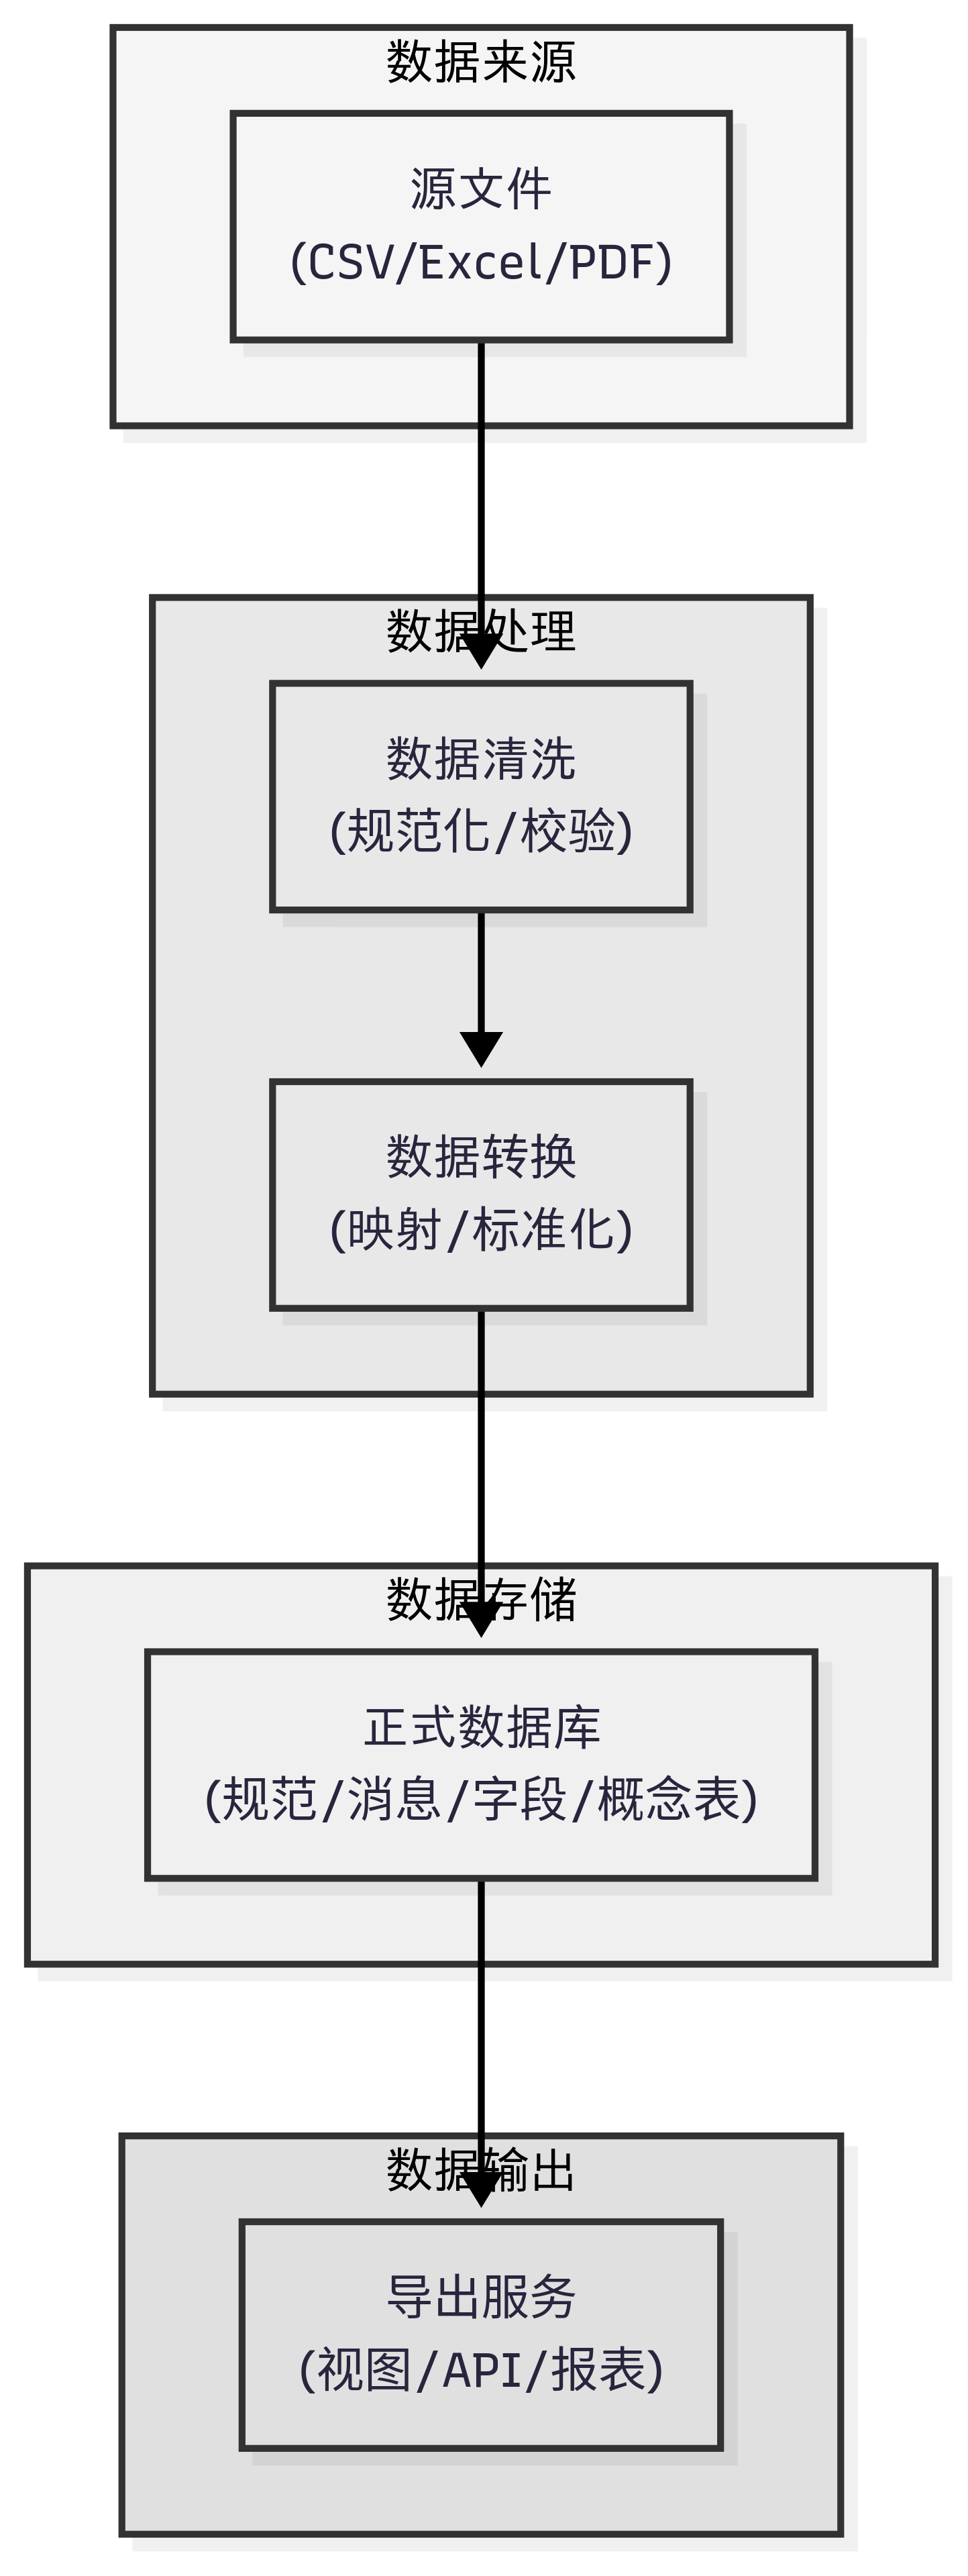 数据来源
源文件
(CSV/Excel/PDF)
数据处理
数据清洗
(规范化/校验)
数据转换
(映射/标准化)
数据存储
正式数据库
(规范/消息/字段/概念表)
数据输出
导出服务
(视图/API/报表)